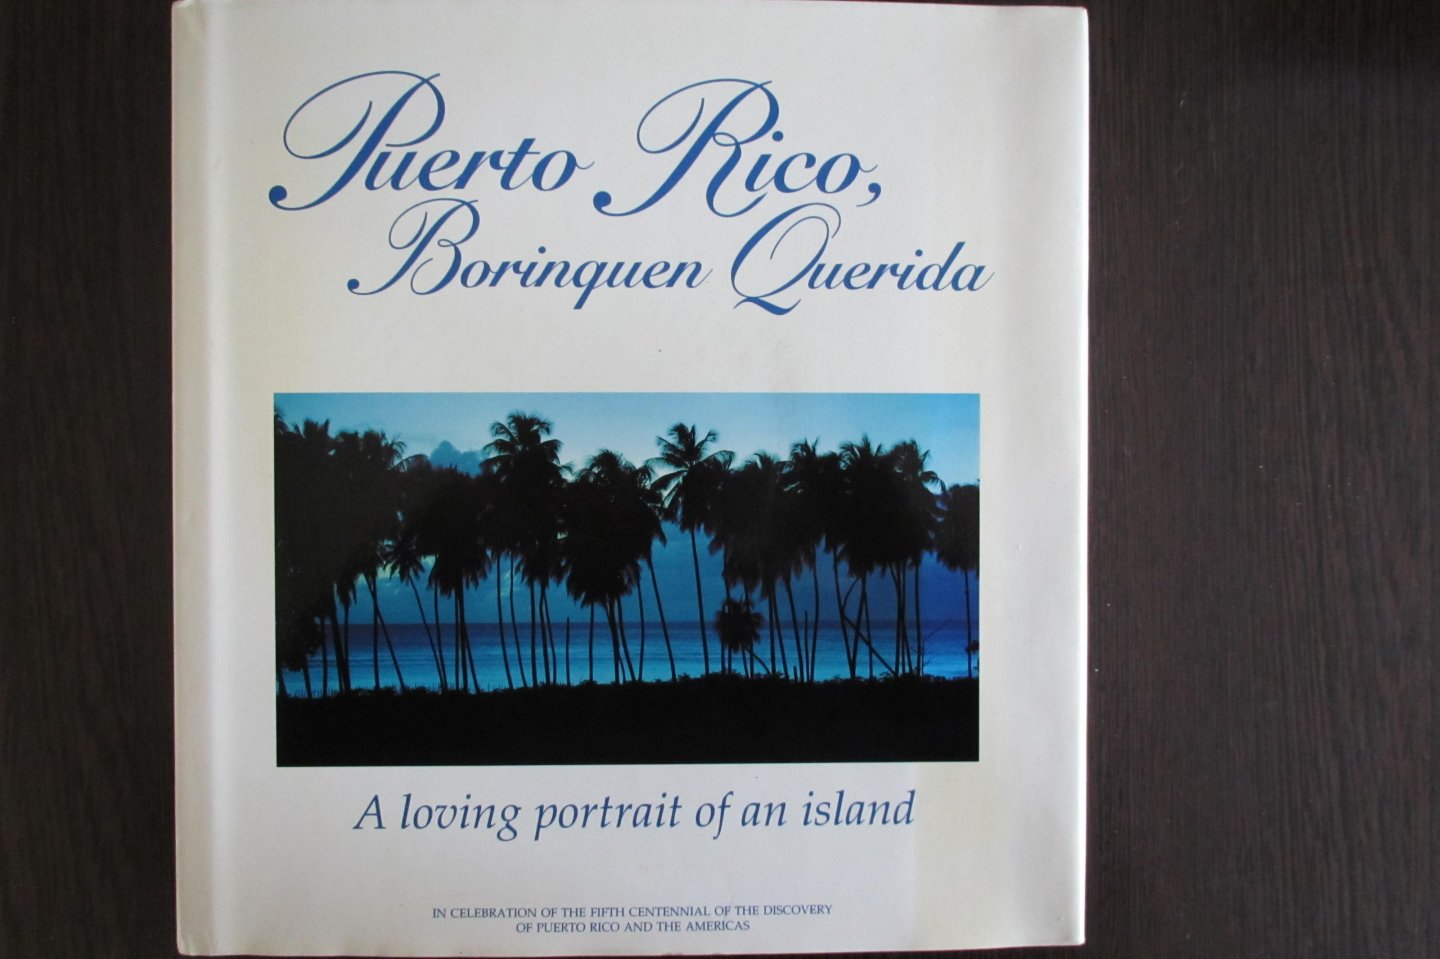 Puerto Rico,
Borinquen Querida
A loving portrait of an island
IN CELEBRATION OF THE FIFTH CENTENNIAL OF THE DISCOVERY
OF PUERTO RICO AND THE AMERICAS